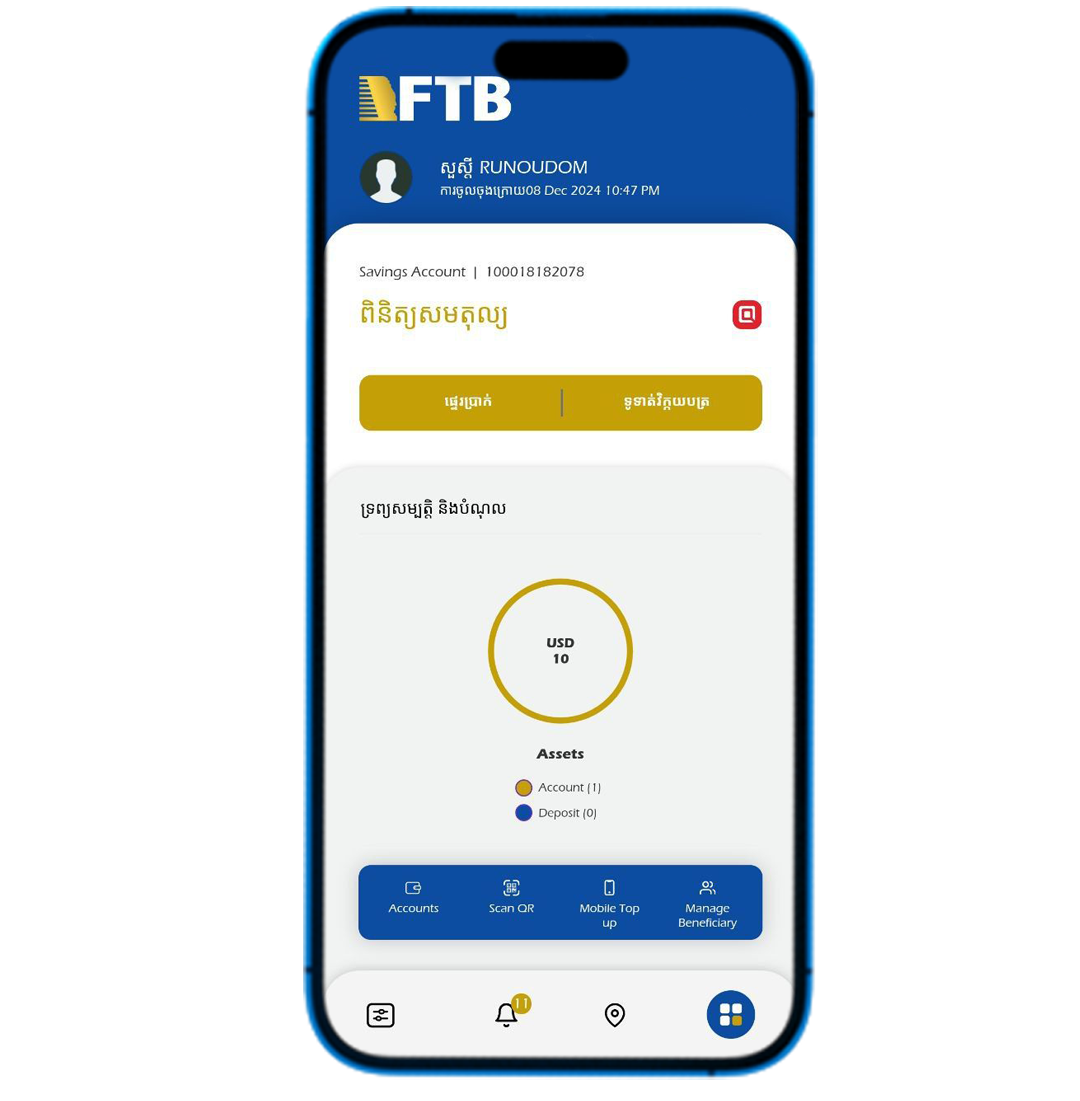 FTB
សួស្តី RUNOUDOM
ការចូលចុងក្រោយ08 Dec 2024 10:47 PM
Savings Account | 100018182078
ពិនិត្យសមតុល្យ
ផ្ទេរប្រាក់ | ទូទាត់វិក្កយបត្រ
ទ្រព្យសម្បត្តិ និងបំណុល
USD
10
Assets
Account (1)
Deposit (0)
Accounts
Scan QR
Mobile Top
up
Manage
Beneficiary
11